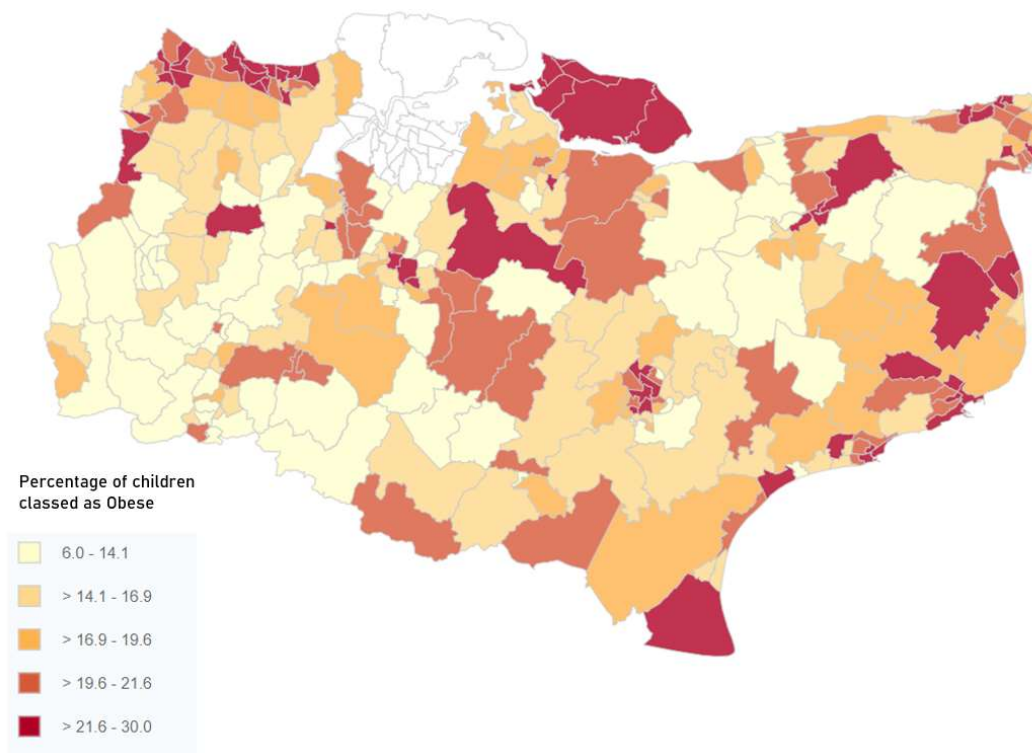 Percentage of children
classed as Obese
6.0 - 14.1
> 14.1 - 16.9
> 16.9 - 19.6
> 19.6 - 21.6
> 21.6 - 30.0